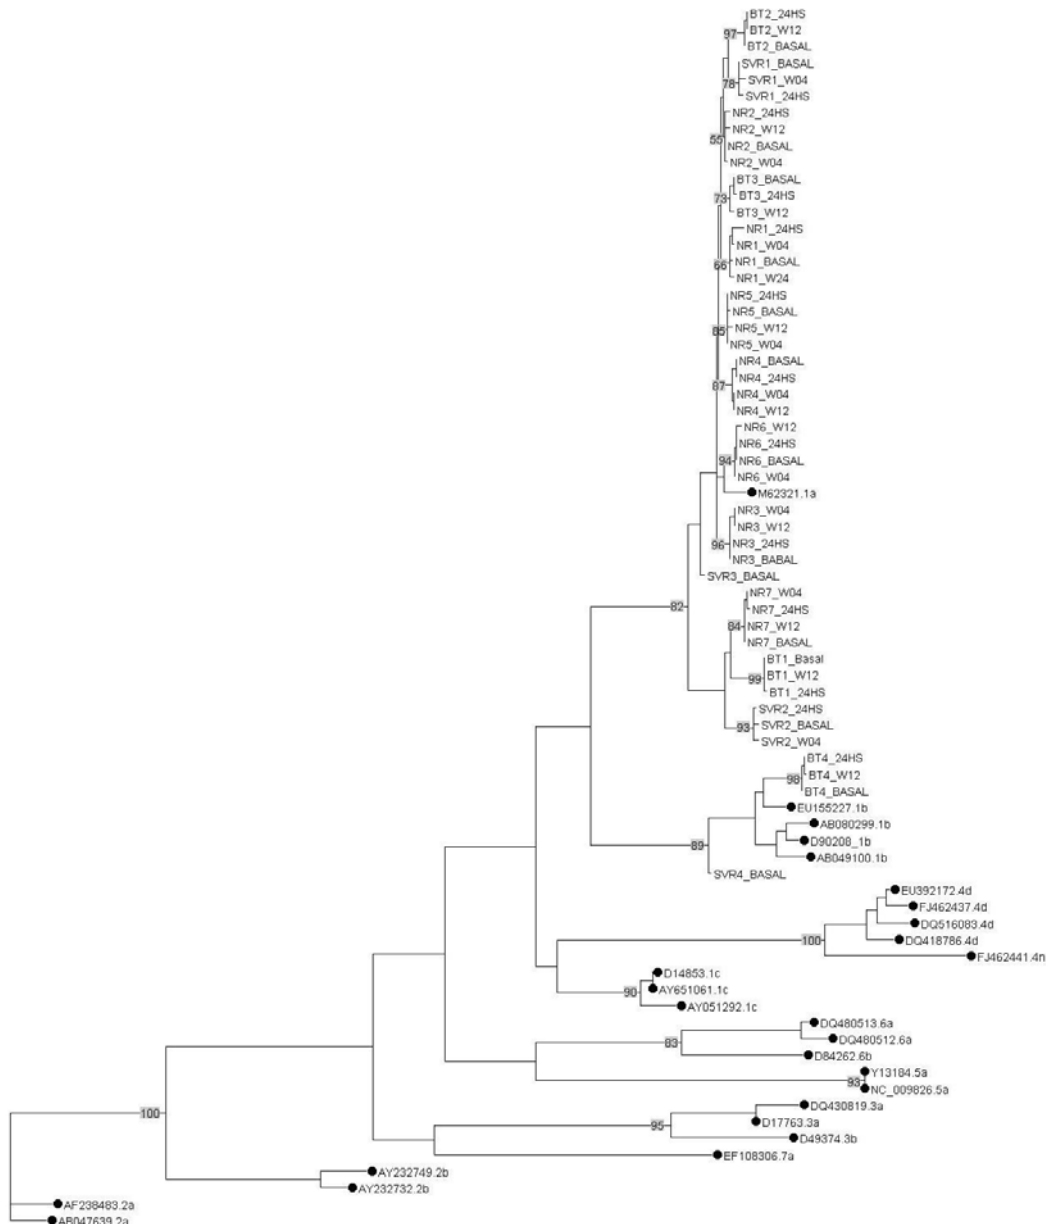 BT2_24HS
97
BT2_W12
BT2_BASAL
SVR1_BASAL
78
SVR1_W04
SVR1_24HS
NR2_24HS
NR2_W12
55
NR2_BASAL
NR2_W04
BT3_BASAL
73
BT3_24HS
BT3_W12
NR1_24HS
NR1_W04
66
NR1_BASAL
NR1_W24
NR5_24HS
NR5_BASAL
85
NR5_W12
NR5_W04
NR4_BASAL
NR4_24HS
87
NR4_W04
NR4_W12
NR6_W12
NR6_24HS
94
NR6_BASAL
NR6_W04
M62321.1a
NR3_W04
NR3_W12
96
NR3_24HS
NR3_BABAL
SVR3_BASAL
NR7_W04
82
NR7_24HS
84
NR7_W12
NR7_BASAL
BT1_Basal
99
BT1_W12
BT1_24HS
SVR2_24HS
93
SVR2_BASAL
SVR2_W04
BT4_24HS
98
BT4_W12
BT4_BASAL
EU155227.1b
AB080299.1b
89
D90208_1b
AB049100.1b
SVR4_BASAL
EU392172.4d
FJ462437.4d
DQ516083.4d
100
DQ418786.4d
FJ462441.4n
D14853.1c
90
AY651061.1c
AY051292.1c
DQ480513.6a
83
DQ480512.6a
D84262.6b
Y13184.5a
93
NC_009826.5a
DQ430819.3a
100
95
D17763.3a
D49374.3b
EF108306.7a
AY232749.2b
AY232732.2b
AF238483.2a
AB047639.2a